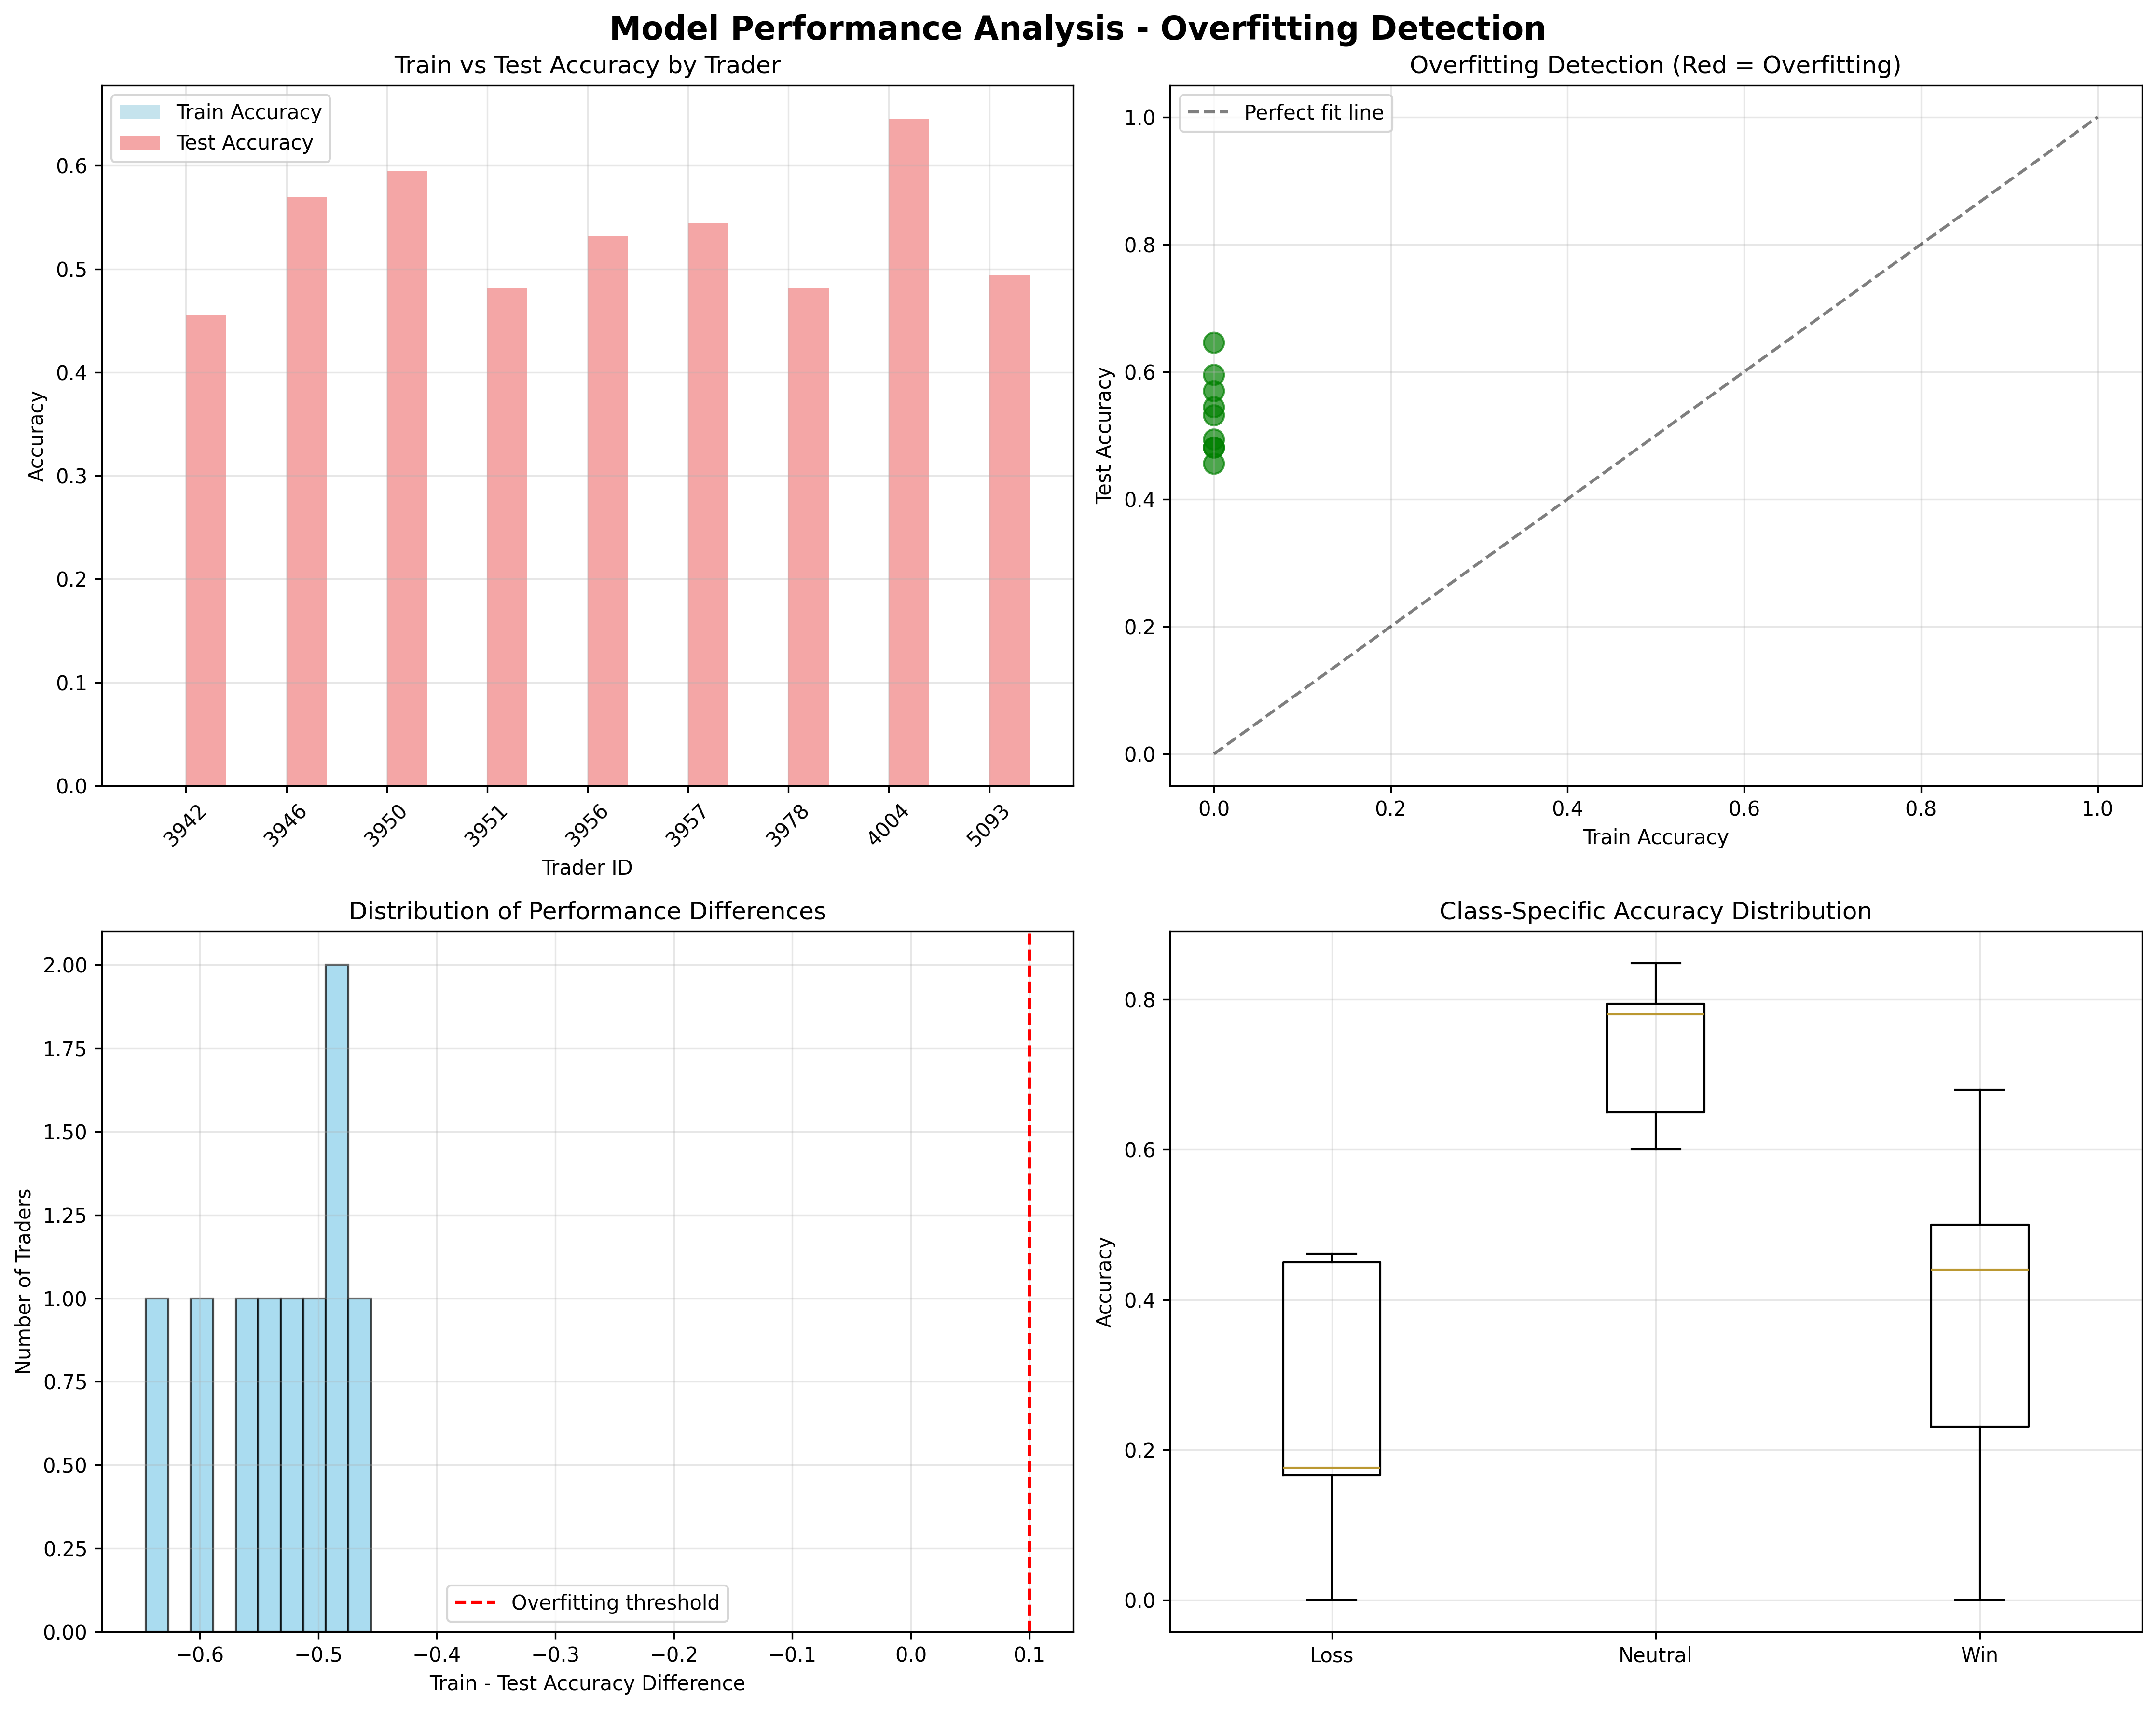 Model Performance Analysis - Overfitting Detection
Train vs Test Accuracy by Trader
Train Accuracy
Test Accuracy
Accuracy
0.6
0.5
0.4
0.3
0.2
0.1
0.0
3942
3946
3950
3951
3956
3957
3978
4004
5093
Trader ID
Overfitting Detection (Red = Overfitting)
Perfect fit line
Test Accuracy
1.0
0.8
0.6
0.4
0.2
0.0
0.0
0.2
0.4
0.6
0.8
1.0
Train Accuracy
Distribution of Performance Differences
Number of Traders
2.00
1.75
1.50
1.25
1.00
0.75
0.50
0.25
0.00
Overfitting threshold
−0.6
−0.5
−0.4
−0.3
−0.2
−0.1
0.0
0.1
Train - Test Accuracy Difference
Class-Specific Accuracy Distribution
Accuracy
0.8
0.6
0.4
0.2
0.0
Loss
Neutral
Win